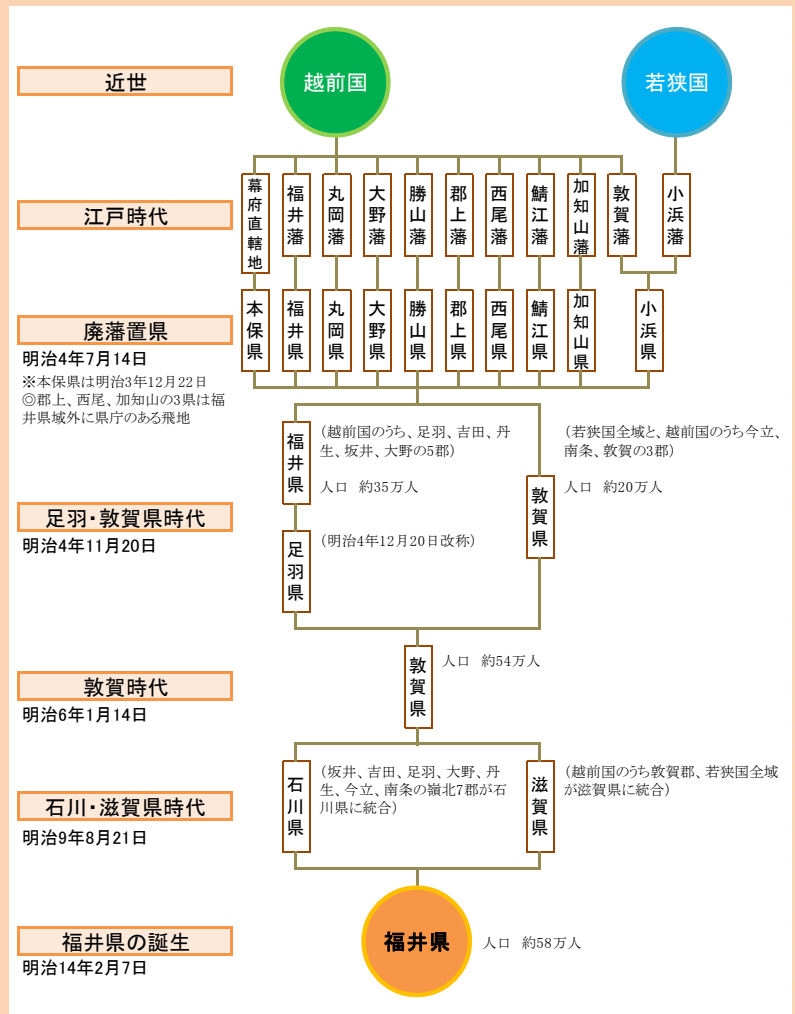 近世
越前国
若狭国
江戸時代
幕府直轄地
福井藩
丸岡藩
大野藩
勝山藩
郡上藩
西尾藩
鯖江藩
加知山藩
敦賀藩
小浜藩
廃藩置県
明治4年7月14日
※本保県は明治3年12月22日
◎郡上、西尾、加知山の3県は福
井県域外に県庁のある飛地
本保県
福井県
丸岡県
大野県
勝山県
郡上県
西尾県
鯖江県
加知山県
小浜県
足羽・敦賀県時代
明治4年11月20日
福井県
(越前国のうち、足羽、吉田、丹
生、坂井、大野の5郡)
人口 約35万人
足羽県
(明治4年12月20日改称)
敦賀県
(若狭国全域と、越前国のうち今立、
南条、敦賀の3郡)
人口 約20万人
敦賀時代
明治6年1月14日
敦賀県
人口 約54万人
石川・滋賀県時代
明治9年8月21日
石川県
(坂井、吉田、足羽、大野、丹
生、今立、南条の嶺北7郡が石
川県に統合)
滋賀県
(越前国のうち敦賀郡、若狭国全域
が滋賀県に統合)
福井県の誕生
明治14年2月7日
福井県
人口 約58万人